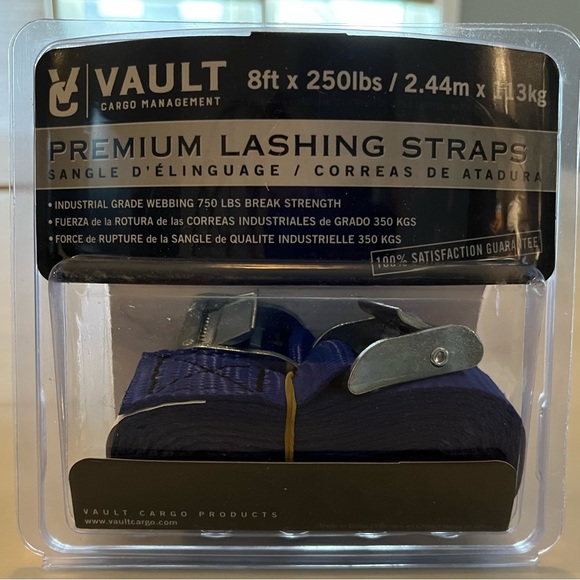 VC VAULT
CARGO MANAGEMENT
8ft x 250lbs / 2.44m x 113kg
PREMIUM LASHING STRAPS
SANGLE D'ÉLINGUAGE / CORREAS DE ATADURA
• INDUSTRIAL GRADE WEBBING 750 LBS BREAK STRENGTH
• FUERZA de la ROTURA de las CORREAS INDUSTRIALES de GRADO 350 KGS
• FORCE de RUPTURE de la SANGLE de QUALITE INDUSTRIELLE 350 KGS
100% SATISFACTION GUARANTEE
VAULT CARGO PRODUCTS
www.vaultcargo.com